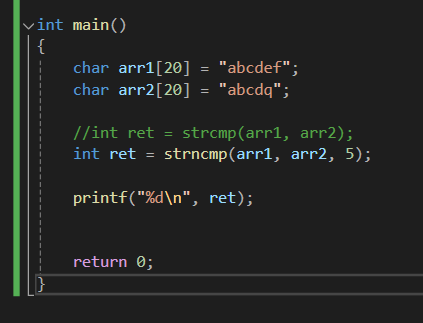 int main()
{
    char arr1[20] = "abcdef";
    char arr2[20] = "abcdq";
    //int ret = strcmp(arr1, arr2);
    int ret = strncmp(arr1, arr2, 5);
    printf("%d\n", ret);
    return 0;
}